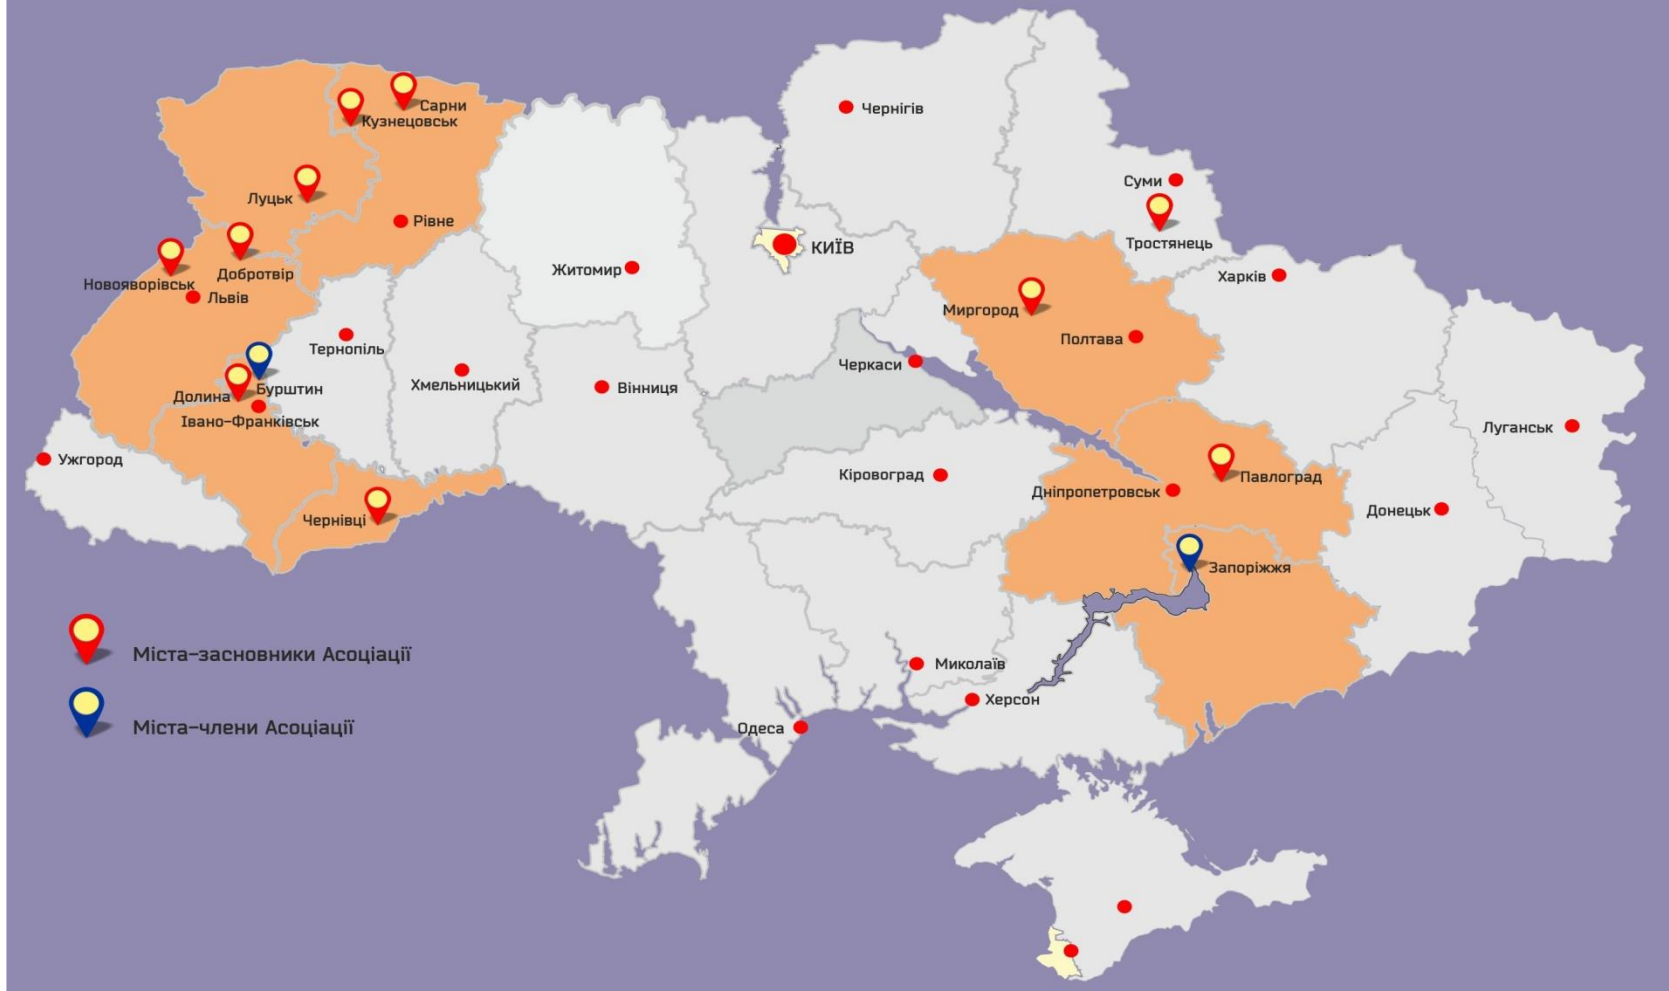 Сарни
Чернігів
Кузнецовськ
Суми
Луцьк
Рівне
Тростянець
КИЇВ
Добротвір
Житомир
Харків
Новояворівськ
Львів
Миргород
Полтава
Тернопіль
Черкаси
Хмельницький
Вінниця
Бурштин
Долина
Івано-Франківськ
Луганськ
Ужгород
Кіровоград
Павлоград
Дніпропетровськ
Донецьк
Чернівці
Запоріжжя
Міста-засновники Асоціації
Миколаїв
Херсон
Міста-члени Асоціації
Одеса